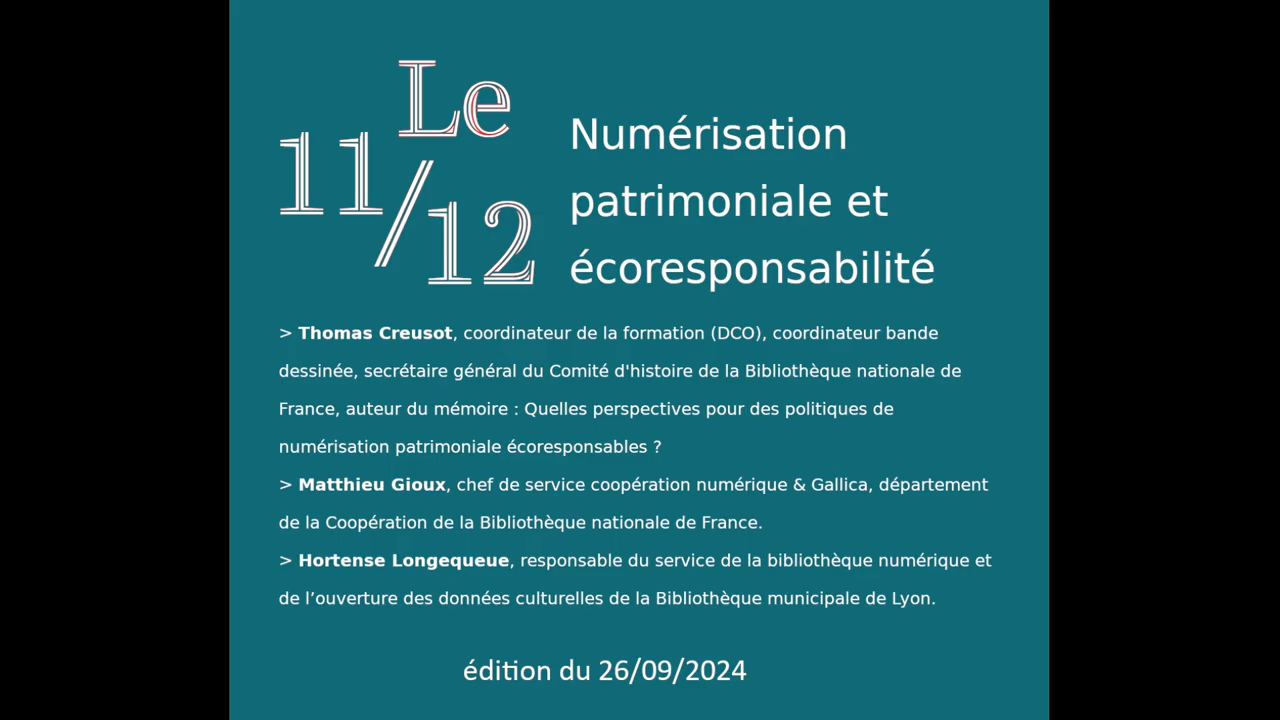 Le
11/12
Numérisation
patrimoniale et
écoresponsabilité
> Thomas Creusot, coordinateur de la formation (DCO), coordinateur bande
dessinée, secrétaire général du Comité d'histoire de la Bibliothèque nationale de
France, auteur du mémoire : Quelles perspectives pour des politiques de
numérisation patrimoniale écoresponsables ?
> Matthieu Gioux, chef de service coopération numérique & Gallica, département
de la Coopération de la Bibliothèque nationale de France.
> Hortense Longequeue, responsable du service de la bibliothèque numérique et
de l’ouverture des données culturelles de la Bibliothèque municipale de Lyon.
édition du 26/09/2024